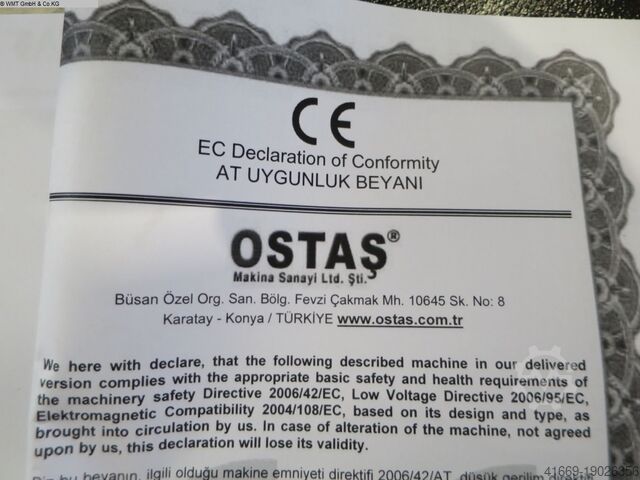 © WMT GmbH & Co.KG
CE
EC Declaration of Conformity
AT UYGUNLUK BEYANI
OSTAŞ®
Makina Sanayi Ltd. Şti.
Büsan Özel Org. San. Bölg. Fevzi Çakmak Mh. 10645 Sk. No: 8
Karatay - Konya / TÜRKİYE www.ostas.com.tr
We here with declare, that the following described machine in our delivered
version complies with the appropriate basic safety and health requirements of
the machinery safety Directive 2006/42/EC, Low Voltage Directive 2006/95/EC,
Elektromagnetic Compatibility 2004/108/EC, based on its design and type, as
brought into circulation by us. In case of alteration of the machine, not agreed
upon by us, this declaration will lose its validity.
Biz bu beyanın, ilgili olduğu makine emniyeti direktifi 2006/42/AT, düşük gerilim direktifi
41669-19026356